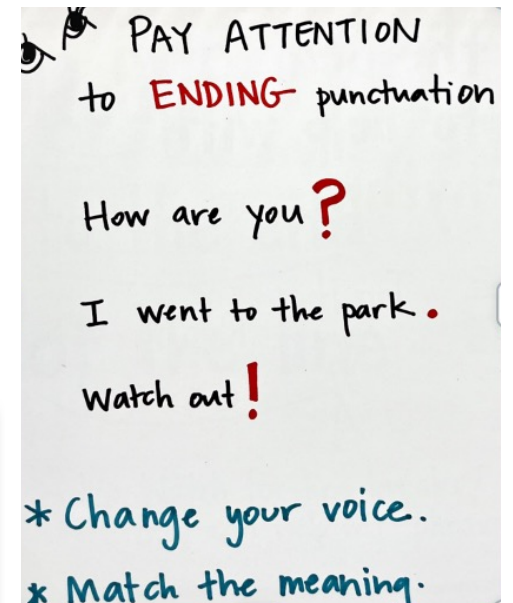 PAY ATTENTION
to ENDING punctuation
How are you?
I went to the park.
Watch out!
* Change your voice.
* Match the meaning.